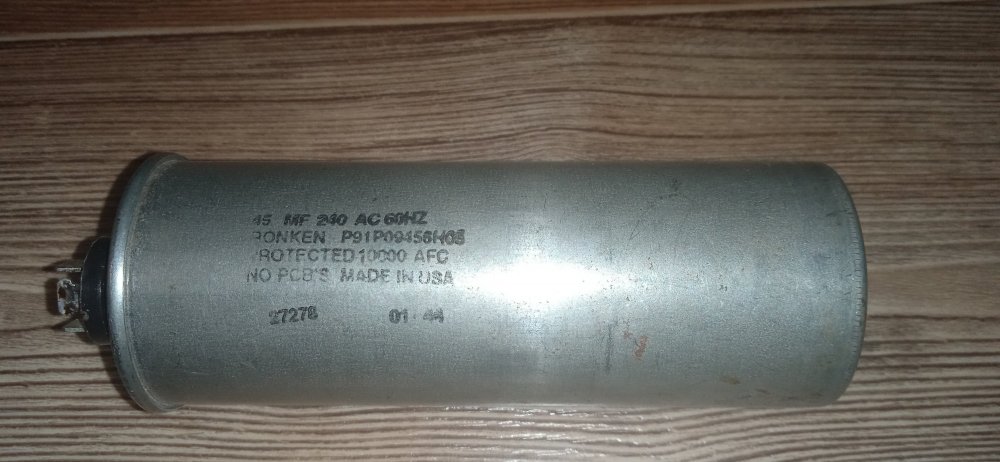 45 MF 240 AC 60HZ
RONKEN P91P09456H05
PROTECTED 10000 AFC
NO PCB'S MADE IN USA
27278 01 44